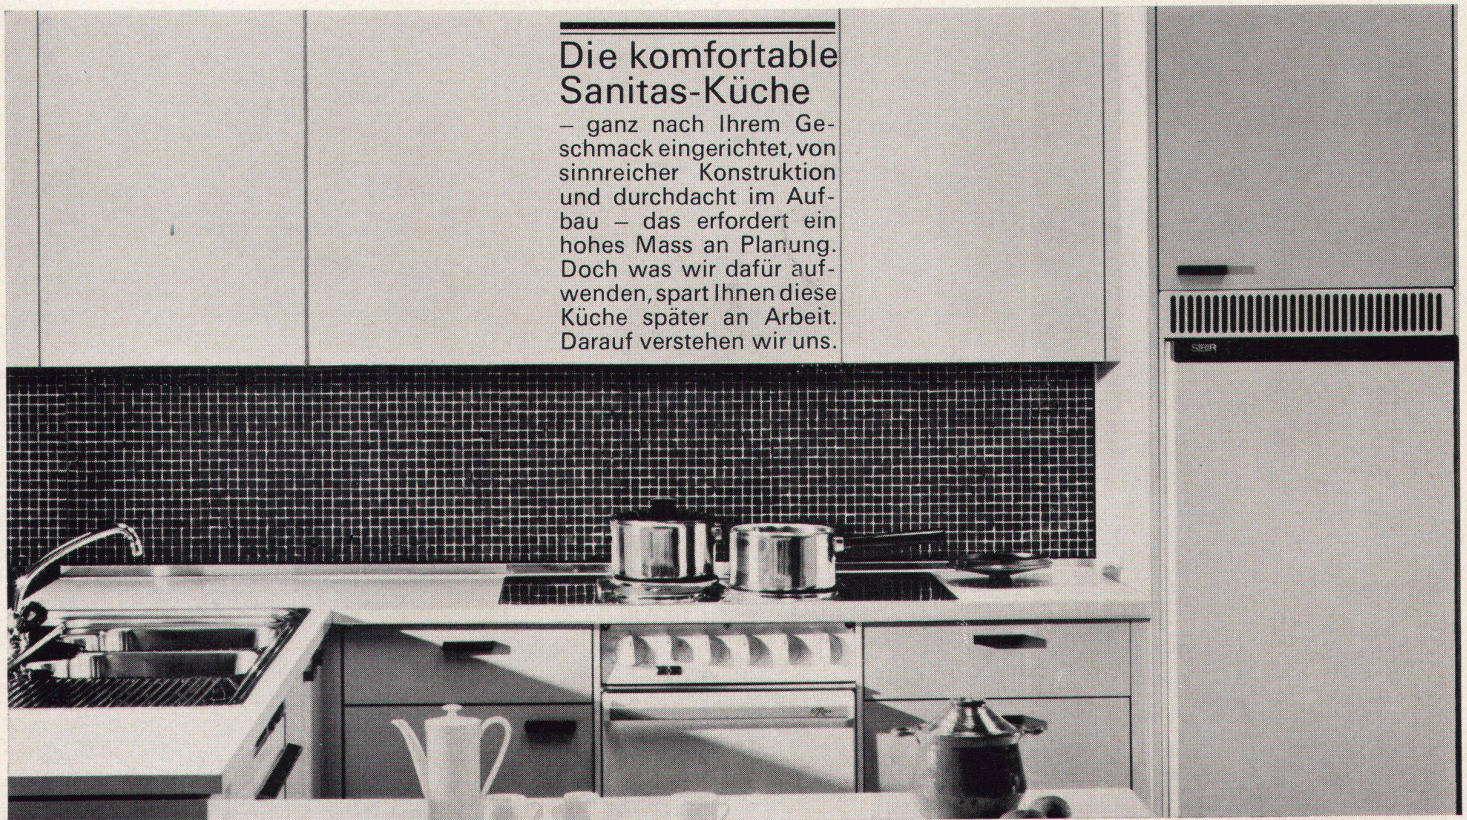 Die komfortable
Sanitas-Küche
– ganz nach Ihrem Ge-
schmack eingerichtet, von
sinnreicher Konstruktion
und durchdacht im Auf-
bau – das erfordert ein
hohes Mass an Planung.
Doch was wir dafür auf-
wenden, spart Ihnen diese
Küche später an Arbeit.
Darauf verstehen wir uns.
SIBIR